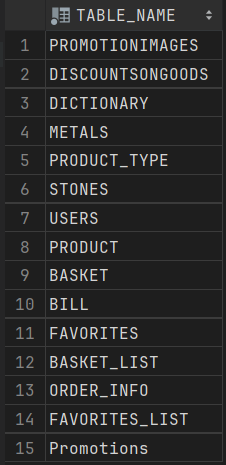 TABLE_NAME
1 PROMOTIONIMAGES
2 DISCOUNTSONGOODS
3 DICTIONARY
4 METALS
5 PRODUCT_TYPE
6 STONES
7 USERS
8 PRODUCT
9 BASKET
10 BILL
11 FAVORITES
12 BASKET_LIST
13 ORDER_INFO
14 FAVORITES_LIST
15 Promotions